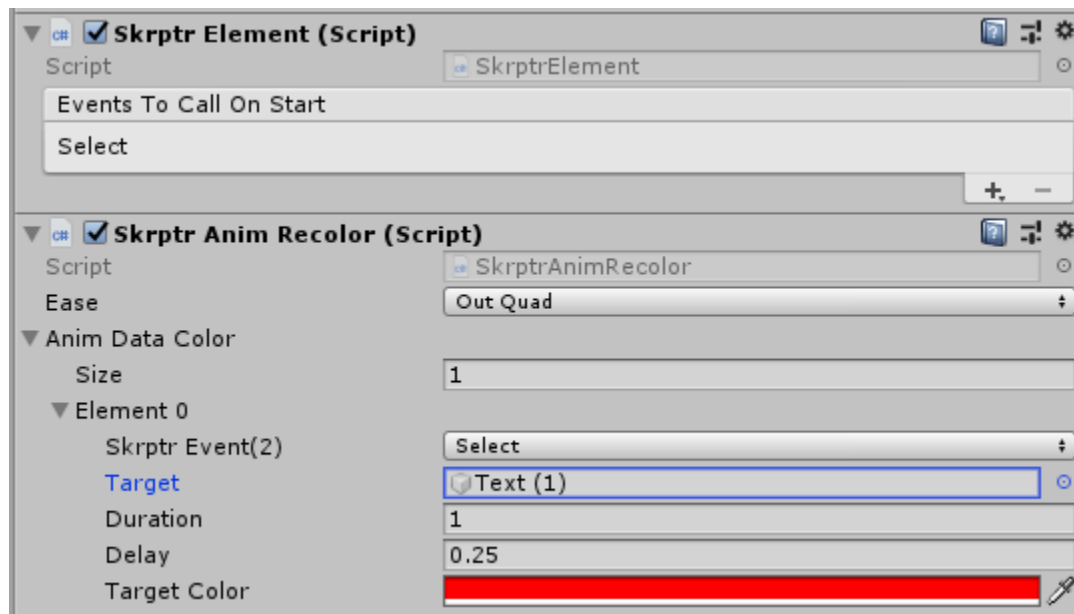 Skrptr Element (Script)
Script SkrptrElement
Events To Call On Start
Select
Skrptr Anim Recolor (Script)
Script SkrptrAnimRecolor
Ease Out Quad
Anim Data Color
Size 1
Element 0
Skrptr Event(2) Select
Target Text (1)
Duration 1
Delay 0.25
Target Color